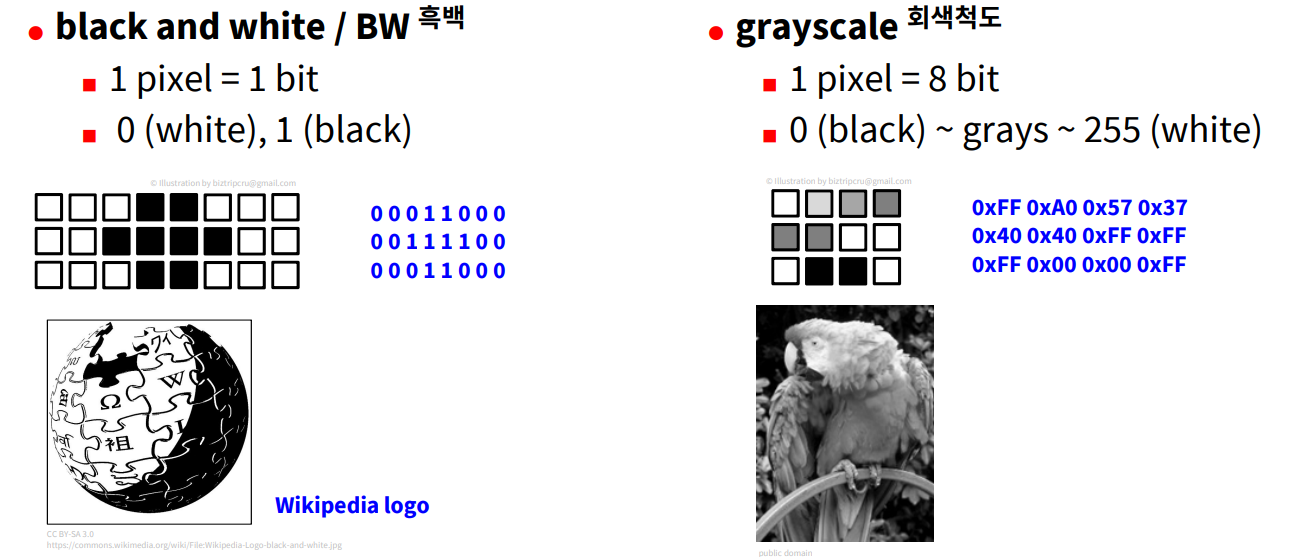 ● black and white / BW 흑백
■ 1 pixel = 1 bit
■ 0 (white), 1 (black)
© Illustration by biztripcru@gmail.com
0 0 0 1 1 0 0 0
0 0 1 1 1 1 0 0
0 0 0 1 1 0 0 0
W
Ω
祖
I
Wikipedia logo
CC BY-SA 3.0
https://commons.wikimedia.org/wiki/File:Wikipedia-Logo-black-and-white.jpg
● grayscale 회색척도
■ 1 pixel = 8 bit
■ 0 (black) ~ grays ~ 255 (white)
© Illustration by biztripcru@gmail.com
0xFF 0xA0 0x57 0x37
0x40 0x40 0xFF 0xFF
0xFF 0x00 0x00 0xFF
public domain